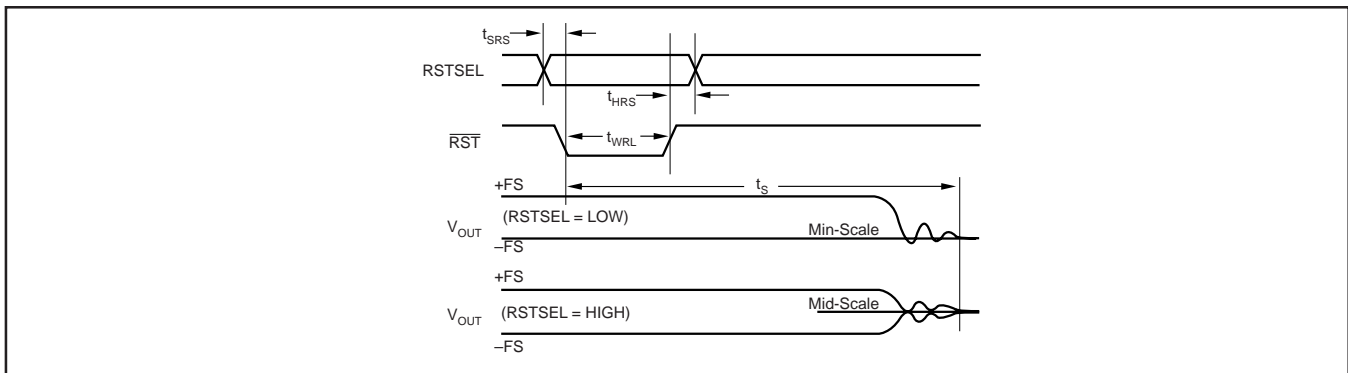 tSRS
RSTSEL
tHRS
RST
tWRL
+FS
tS
(RSTSEL = LOW)
VOUT
Min-Scale
–FS
+FS
Mid-Scale
VOUT
(RSTSEL = HIGH)
–FS